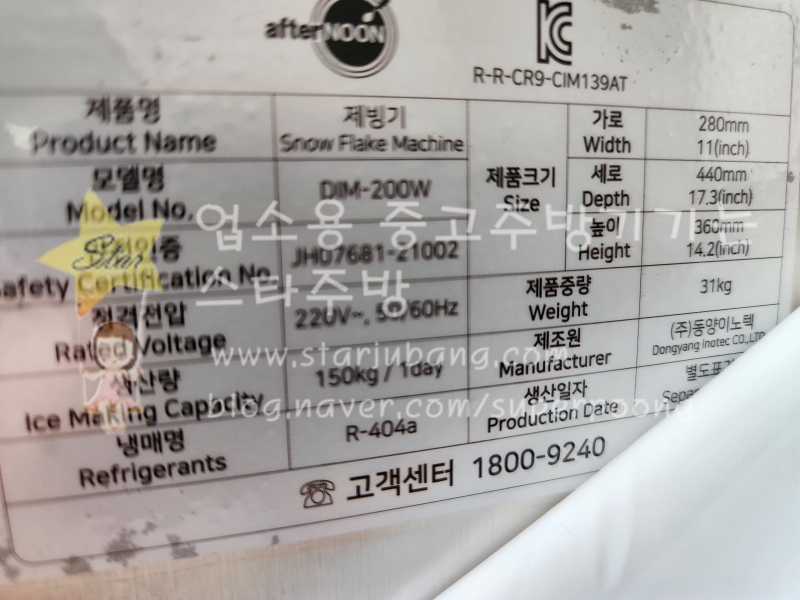 afterNOON
R-R-CR9-CIM139AT
제품명
Product Name
제빙기
Snow Flake Machine
모델명
Model No.
DIM-200W
Safety Certification No.
JH07681-21002
정격전압
Rated Voltage
220V~, 50/60Hz
생산량
Ice Making Capacity
150kg / 1day
냉매명
Refrigerants
R-404a
제품크기
Size
가로
Width
280mm
11(inch)
세로
Depth
440mm
17.3(inch)
높이
Height
360mm
14.2(inch)
제품중량
Weight
31kg
제조원
Manufacturer
(주)동양이노텍
Dongyang Inotec CO.,LTD
생산일자
Production Date
별도표기
고객센터 1800-9240
Star
업소용 중고주방기기는
스타주방
www.starjubang.com
blog.naver.com/superpoong